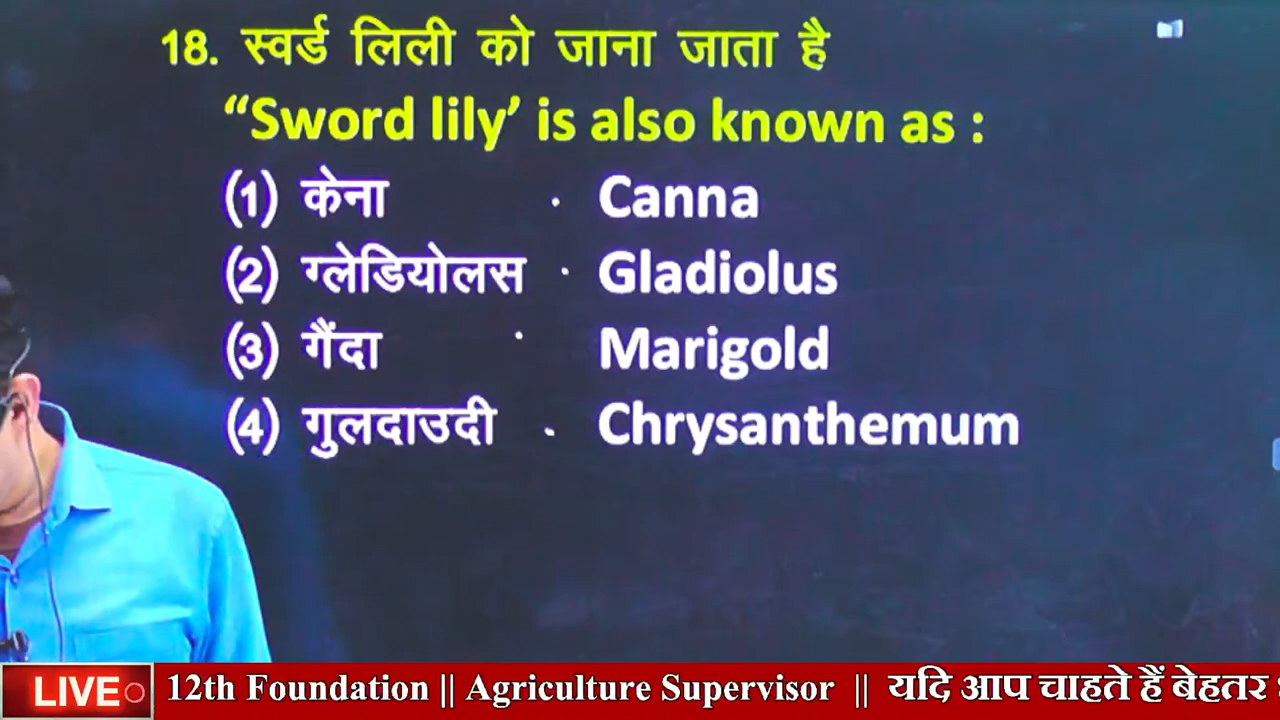 18. स्वर्ड लिली को जाना जाता है
“Sword lily’ is also known as :
(1) केना Canna
(2) ग्लेडियोलस Gladiolus
(3) गैंदा Marigold
(4) गुलदाउदी Chrysanthemum
LIVE 12th Foundation || Agriculture Supervisor || यदि आप चाहते हैं बेहतर